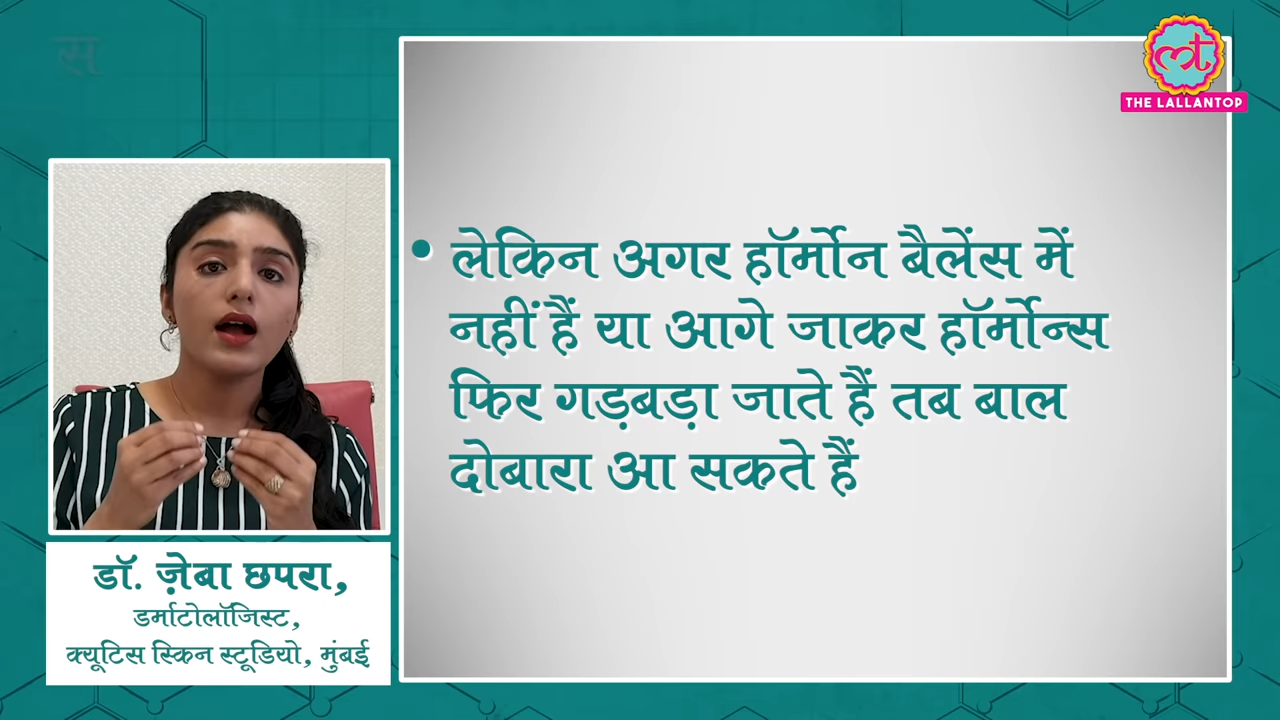 स
THE LALLANTOP
• लेकिन अगर हॉर्मोन बैलेंस में
नहीं हैं या आगे जाकर हॉर्मोन्स
फिर गड़बड़ा जाते हैं तब बाल
दोबारा आ सकते हैं
डॉ. ज़ेबा छपरा,
डर्माटोलॉजिस्ट,
क्यूटिस स्किन स्टूडियो, मुंबई